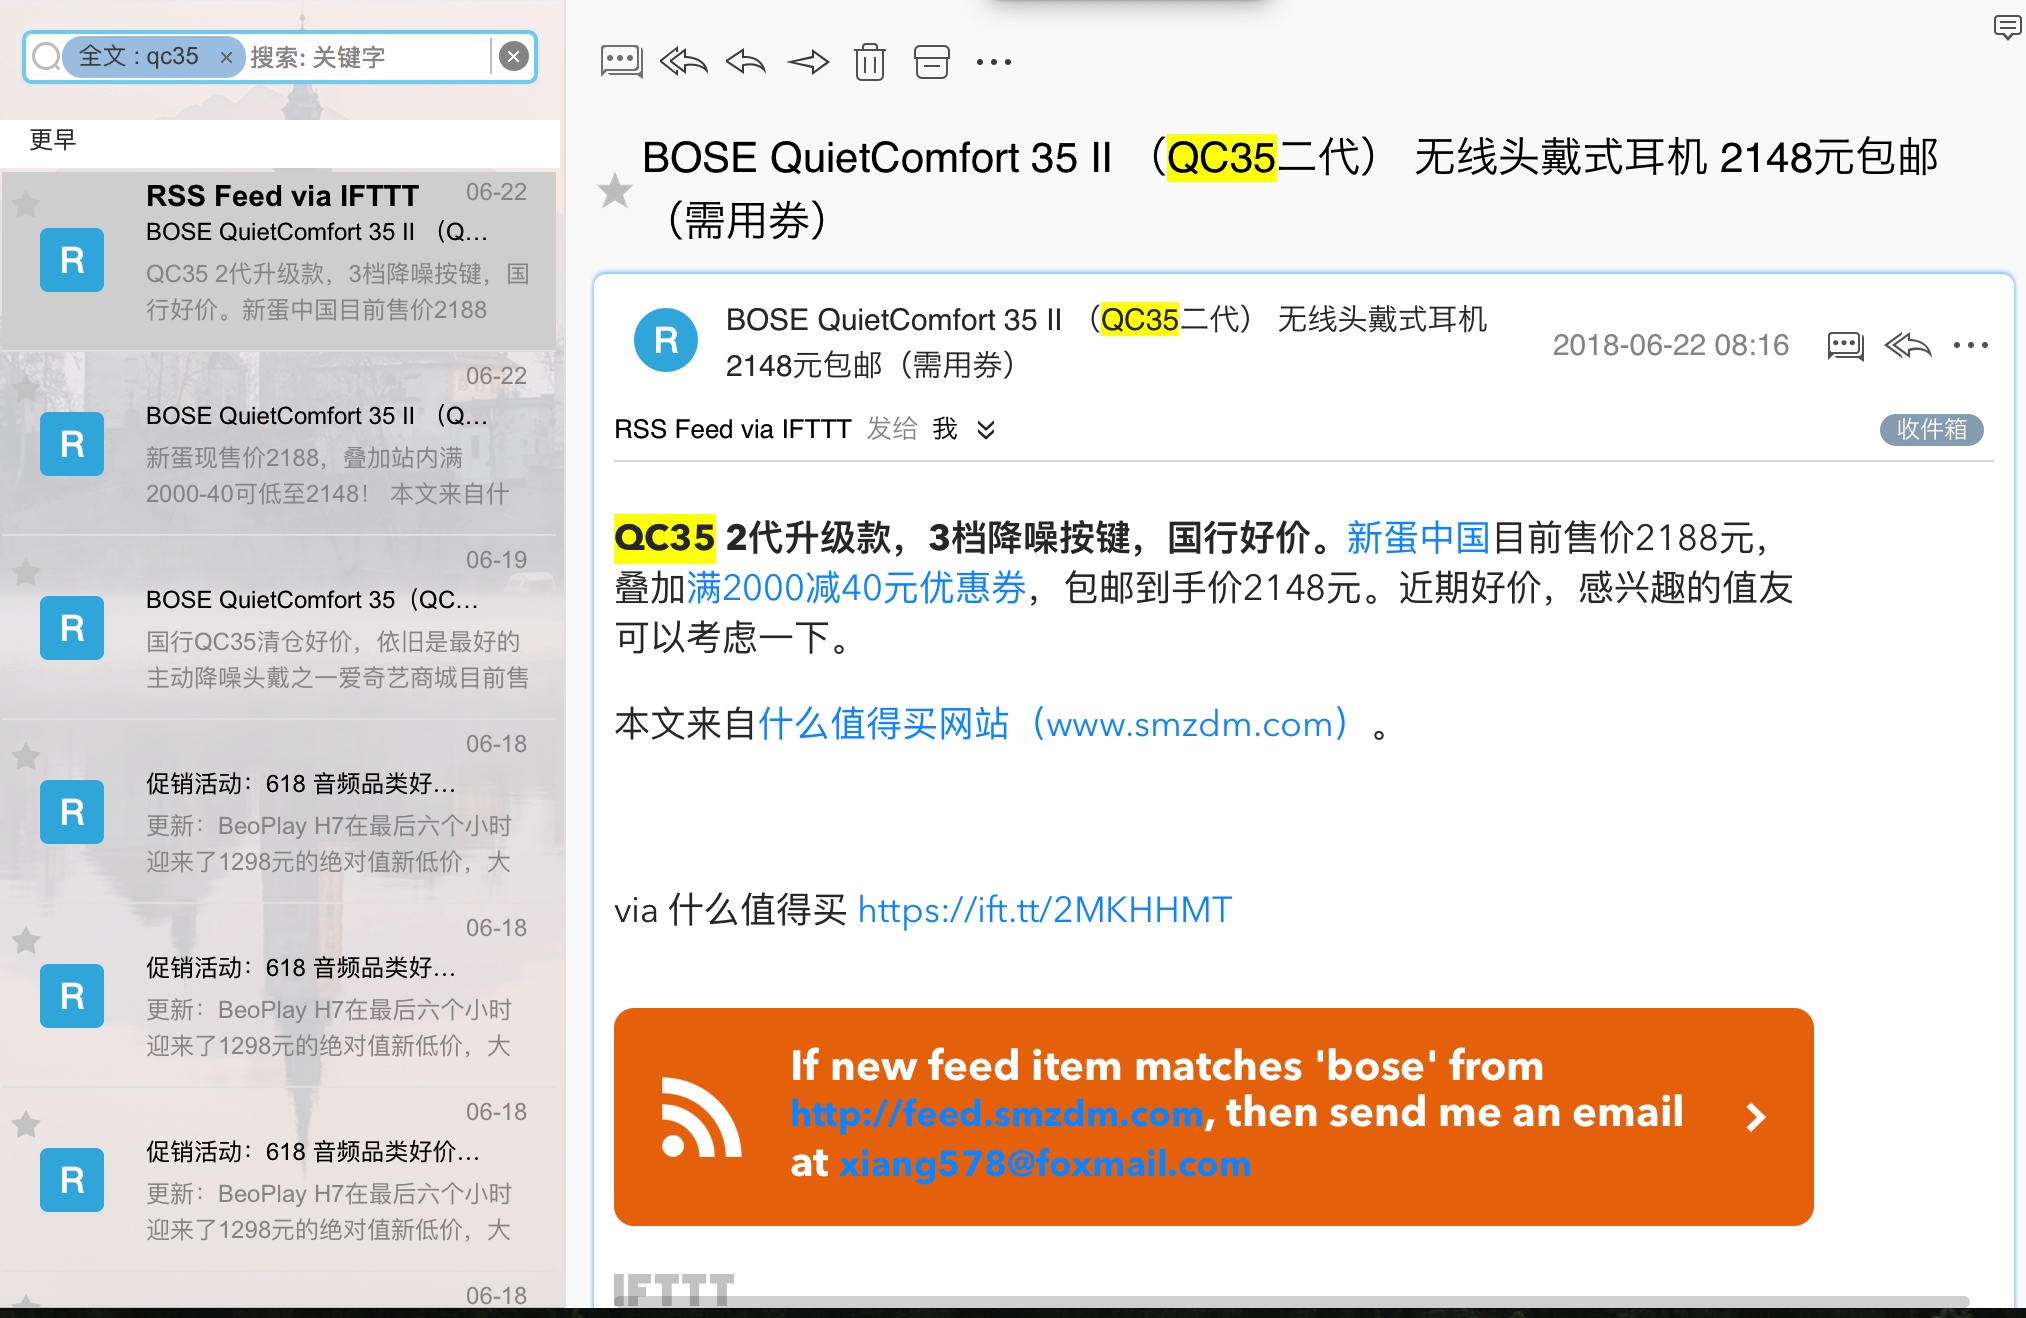 全文 : qc35 × 搜索: 关键字
更早
RSS Feed via IFTTT 06-22
BOSE QuietComfort 35 II （Q...
R
QC35 2代升级款，3档降噪按键，国
行好价。新蛋中国目前售价2188
06-22
BOSE QuietComfort 35 II （Q...
R
新蛋现售价2188，叠加站内满
2000-40可低至2148！ 本文来自什
06-19
BOSE QuietComfort 35（QC...
R
国行QC35清仓好价，依旧是最好的
主动降噪头戴之一爱奇艺商城目前售
06-18
促销活动：618 音频品类好...
R
更新：BeoPlay H7在最后六个小时
迎来了1298元的绝对值新低价，大
06-18
促销活动：618 音频品类好...
R
更新：BeoPlay H7在最后六个小时
迎来了1298元的绝对值新低价，大
06-18
促销活动：618 音频品类好价...
R
更新：BeoPlay H7在最后六个小时
迎来了1298元的绝对值新低价，大
06-18
BOSE QuietComfort 35 II （QC35二代） 无线头戴式耳机 2148元包邮
（需用券）
R
BOSE QuietComfort 35 II （QC35二代） 无线头戴式耳机
2148元包邮（需用券）
2018-06-22 08:16
RSS Feed via IFTTT 发给 我
收件箱
QC35 2代升级款，3档降噪按键，国行好价。新蛋中国目前售价2188元，
叠加满2000减40元优惠券，包邮到手价2148元。近期好价，感兴趣的值友
可以考虑一下。
本文来自什么值得买网站（www.smzdm.com）。
via 什么值得买 https://ift.tt/2MKHHMT
If new feed item matches 'bose' from
http://feed.smzdm.com, then send me an email
at xiang578@foxmail.com
IFTTT